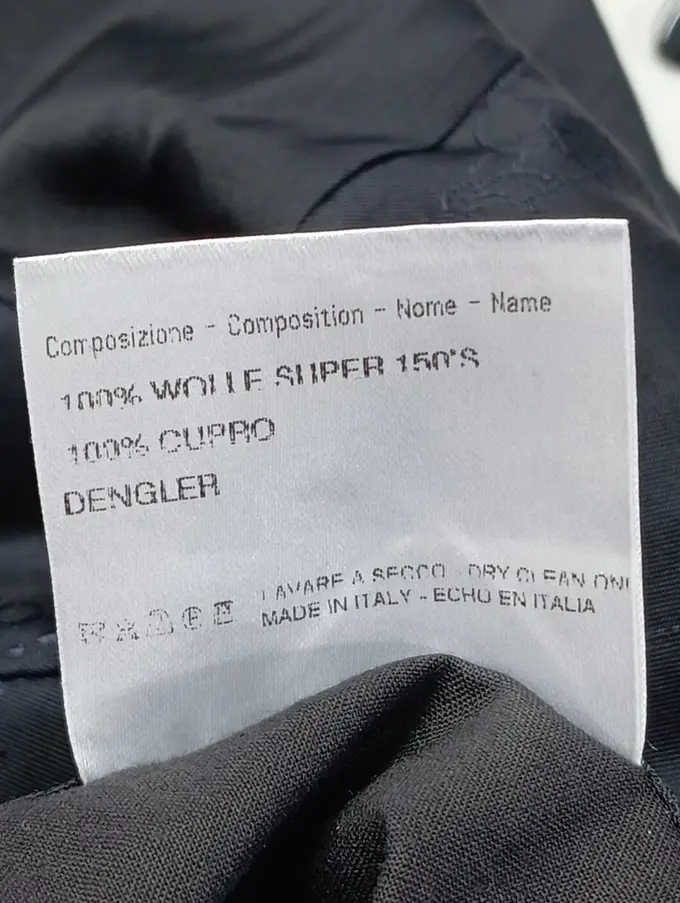 Composizione - Composition - Nome - Name
100% WOLLE SUPER 150'S
100% CUPRO
DENGLER
LAVARE A SECCO - DRY CLEAN ONL
MADE IN ITALY - ECHO EN ITALIA